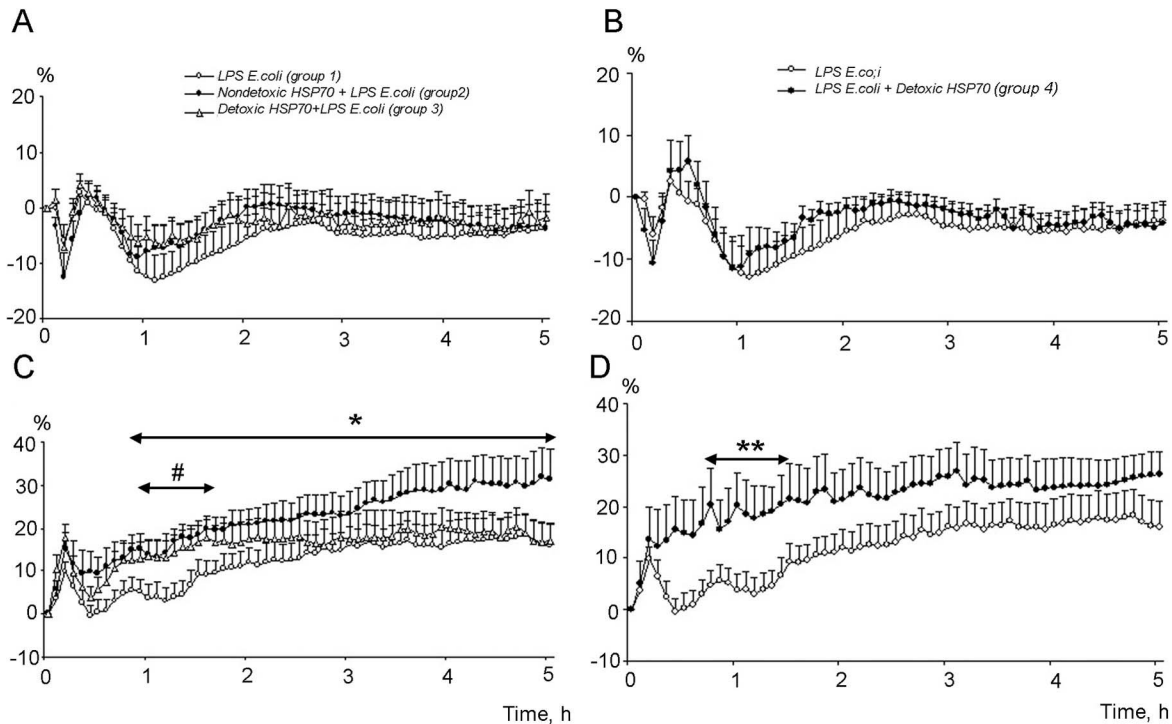 A
%
LPS E.coli (group 1)
Nondetoxic HSP70 + LPS E.coli (group2)
Detoxic HSP70+LPS E.coli (group 3)
20
10
0
-10
-20
0 1 2 3 4 5
B
%
LPS E.co;i
LPS E.coli + Detoxic HSP70 (group 4)
20
10
0
-10
-20
0 1 2 3 4 5
C
%
*
#
40
30
20
10
0
-10
0 1 2 3 4 5
Time, h
D
%
**
40
30
20
10
0
-10
0 1 2 3 4 5
Time, h